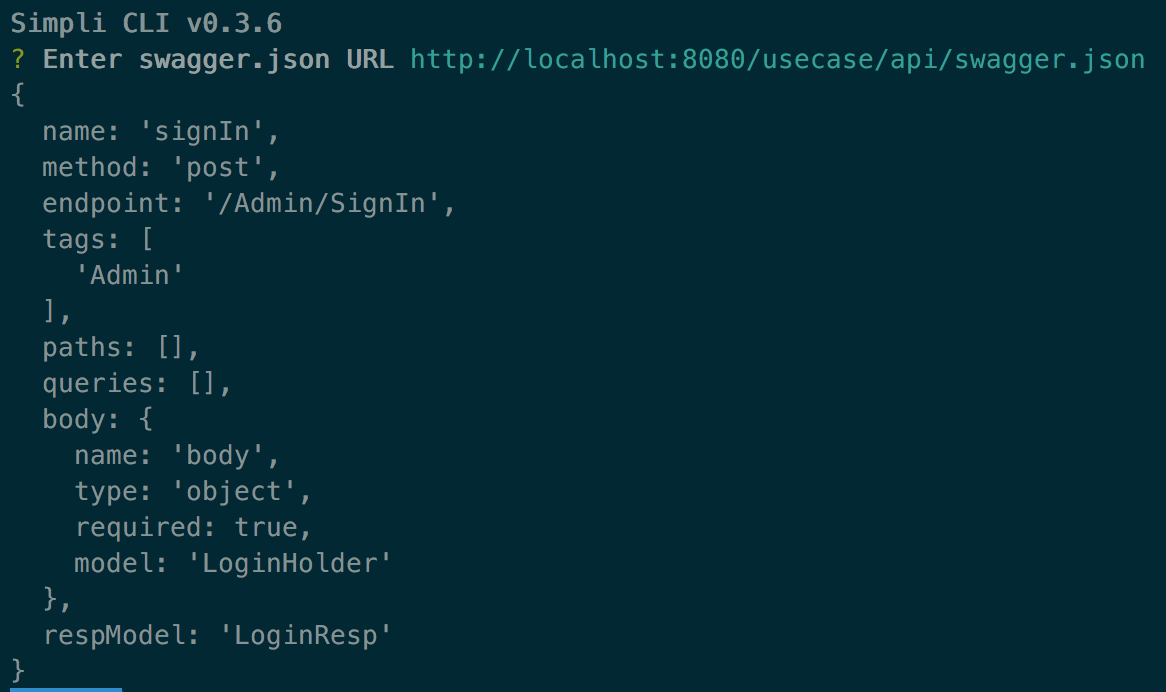 Simpli CLI v0.3.6
? Enter swagger.json URL http://localhost:8080/usecase/api/swagger.json
{
  name: 'signIn',
  method: 'post',
  endpoint: '/Admin/SignIn',
  tags: [
    'Admin'
  ],
  paths: [],
  queries: [],
  body: {
    name: 'body',
    type: 'object',
    required: true,
    model: 'LoginHolder'
  },
  respModel: 'LoginResp'
}